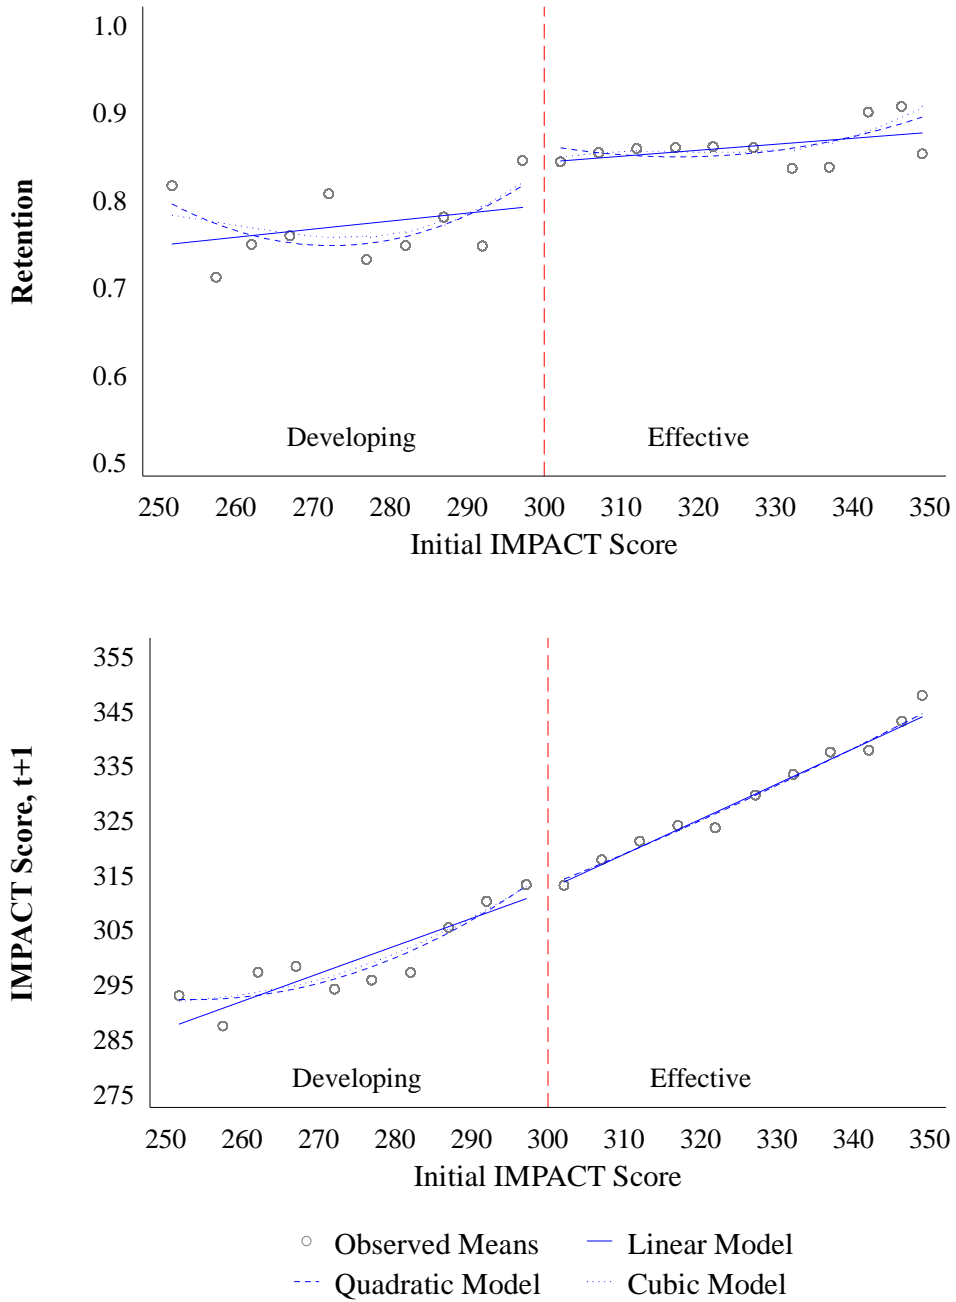 Retention
1.0
0.9
0.8
0.7
0.6
0.5
Developing Effective
250 260 270 280 290 300 310 320 330 340 350
Initial IMPACT Score
IMPACT Score, t+1
355
345
335
325
315
305
295
285
275
Developing Effective
250 260 270 280 290 300 310 320 330 340 350
Initial IMPACT Score
Observed Means Linear Model
Quadratic Model Cubic Model